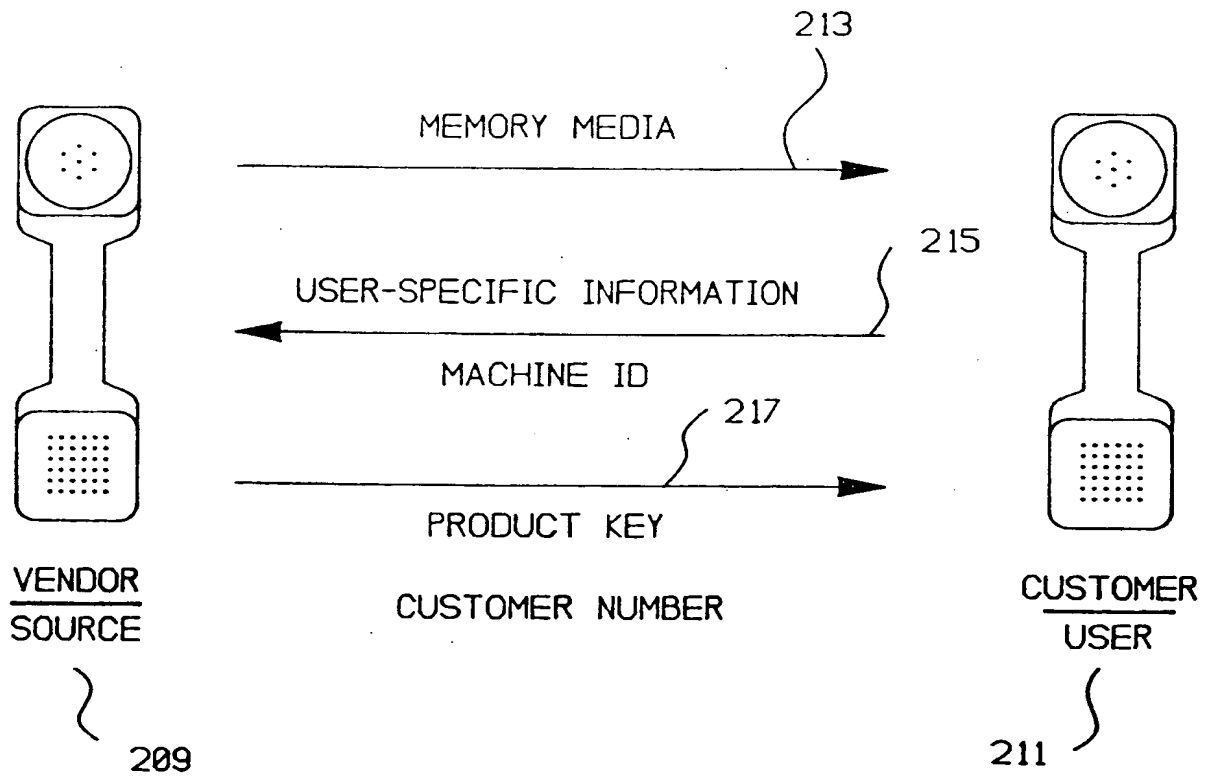 213
MEMORY MEDIA
215
USER-SPECIFIC INFORMATION
MACHINE ID
217
PRODUCT KEY
VENDOR
SOURCE
CUSTOMER NUMBER
CUSTOMER
USER
209
211